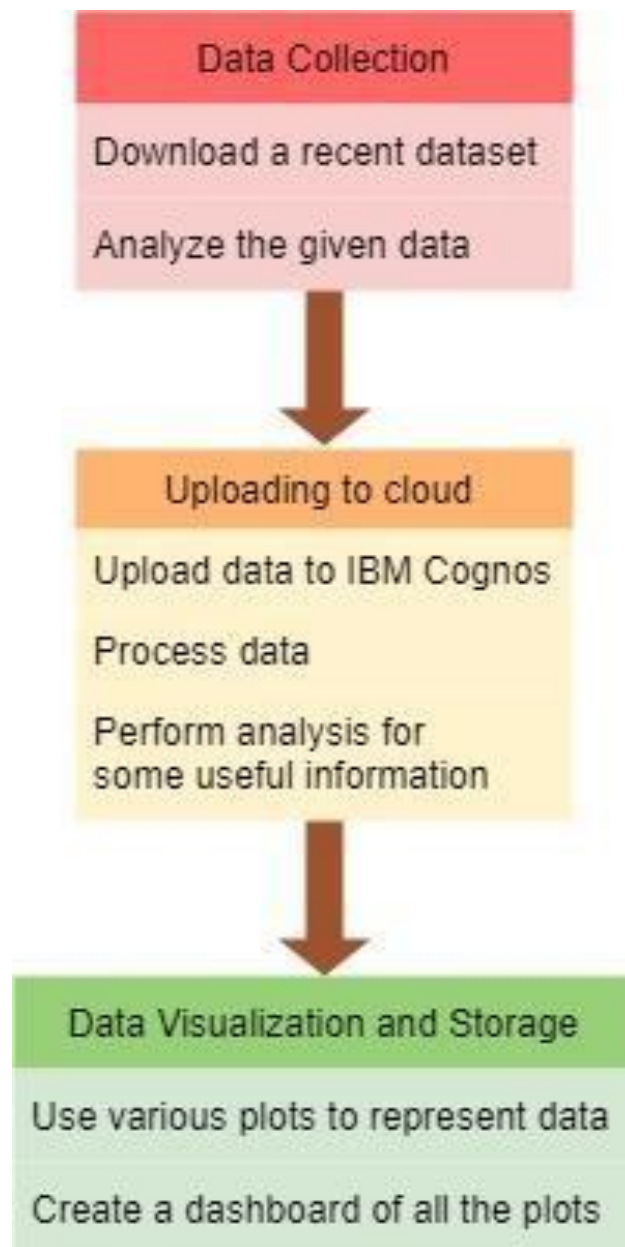 Data Collection
Download a recent dataset
Analyze the given data
Uploading to cloud
Upload data to IBM Cognos
Process data
Perform analysis for
some useful information
Data Visualization and Storage
Use various plots to represent data
Create a dashboard of all the plots